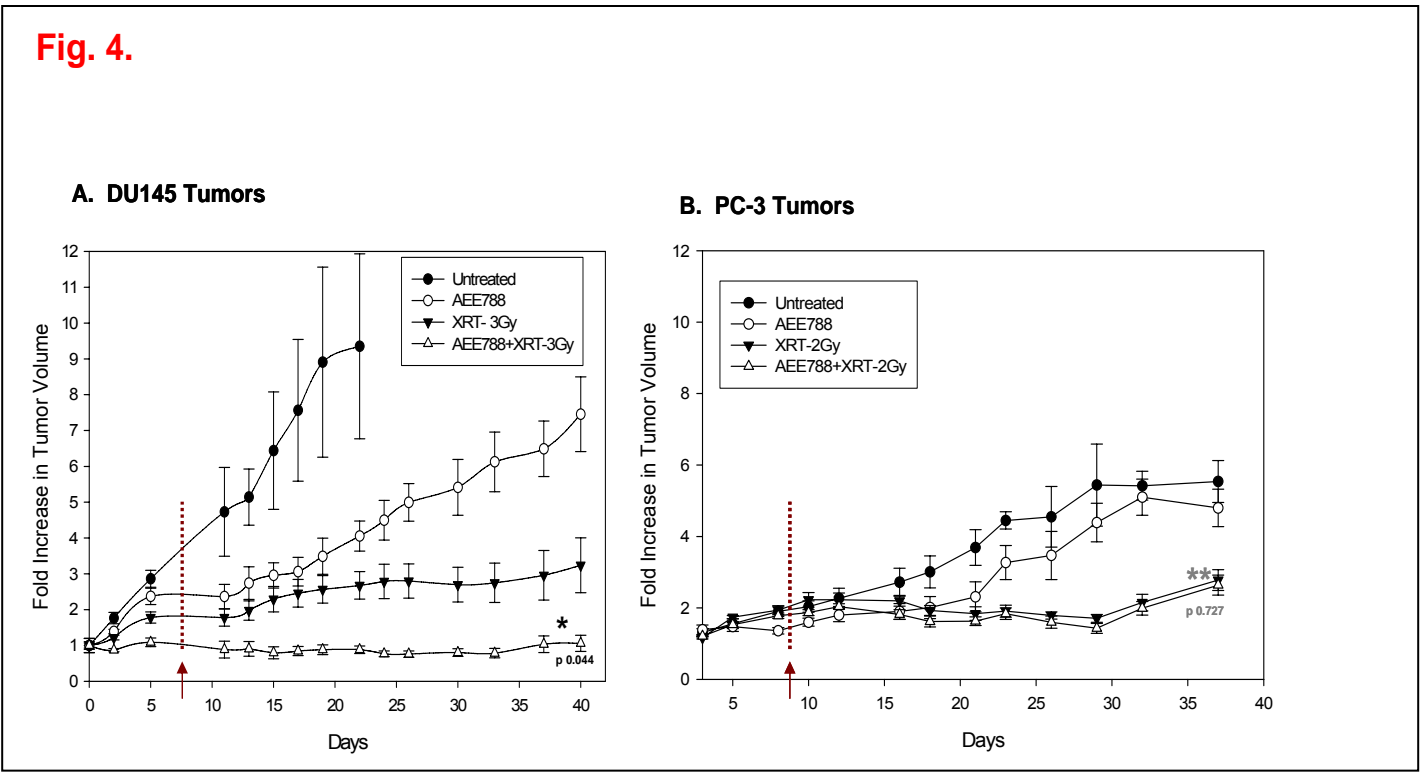 Fig. 4.
A. DU145 Tumors
12
11
10
9
8
7
6
5
4
3
2
1
0
Fold Increase in Tumor Volume
Untreated
AEE788
XRT- 3Gy
AEE788+XRT-3Gy
*
p 0.044
0 5 10 15 20 25 30 35 40
Days
B. PC-3 Tumors
12
10
8
6
4
2
0
Fold Increase in Tumor Volume
Untreated
AEE788
XRT-2Gy
AEE788+XRT-2Gy
**
p 0.727
5 10 15 20 25 30 35 40
Days